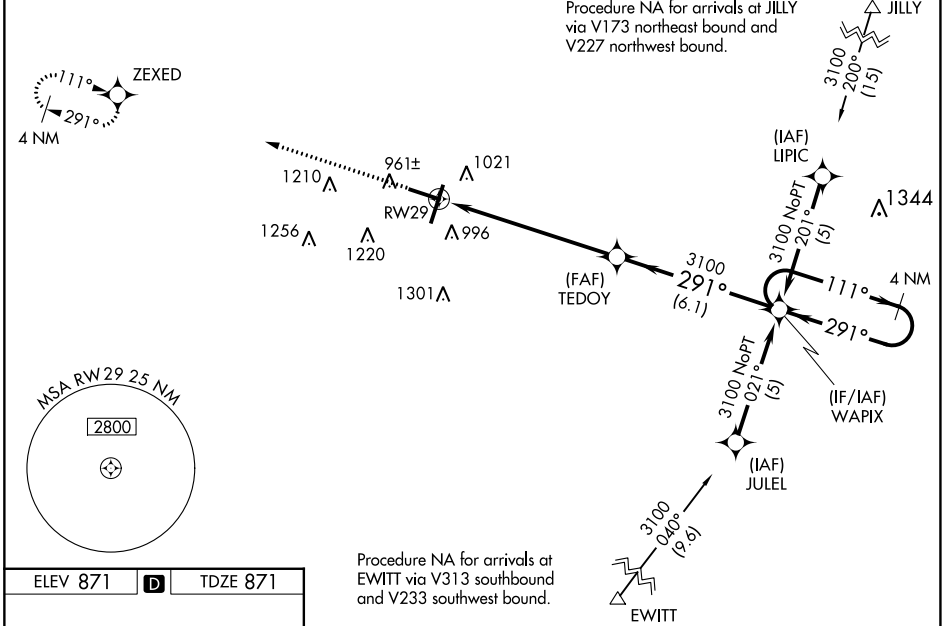 Procedure NA for arrivals at JILLY
via V173 northeast bound and
V227 northwest bound.
JILLY
3100
200°
(15)
111°
ZEXED
291°
4 NM
(IAF)
LIPIC
961±
1021
1210
1344
RW29
3100 NoPT
201°
(5)
1256
1220
996
3100
291°
(6.1)
(FAF)
TEDOY
111°
4 NM
291°
1301
3100 NoPT
021°
(5)
(IF/IAF)
WAPIX
MSA RW29 25 NM
2800
(IAF)
JULEL
3100
040°
(9.6)
Procedure NA for arrivals at
EWITT via V313 southbound
and V233 southwest bound.
EWITT
ELEV 871 D TDZE 871